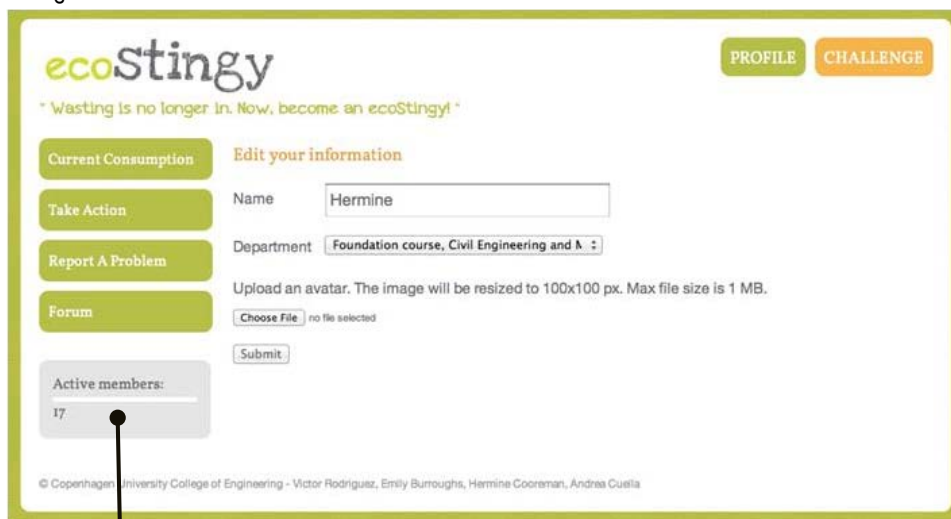 ecoStingy
PROFILE
CHALLENGE
" Wasting is no longer in. Now, become an ecoStingy! "
Current Consumption
Take Action
Report A Problem
Forum
Edit your information
Name
Hermine
Department
Foundation course, Civil Engineering and M
Upload an avatar. The image will be resized to 100x100 px. Max file size is 1 MB.
Choose File no file selected
Submit
Active members:
17
© Copenhagen University College of Engineering - Victor Rodriguez, Emily Burroughs, Hermine Cooreman, Andrea Cuella